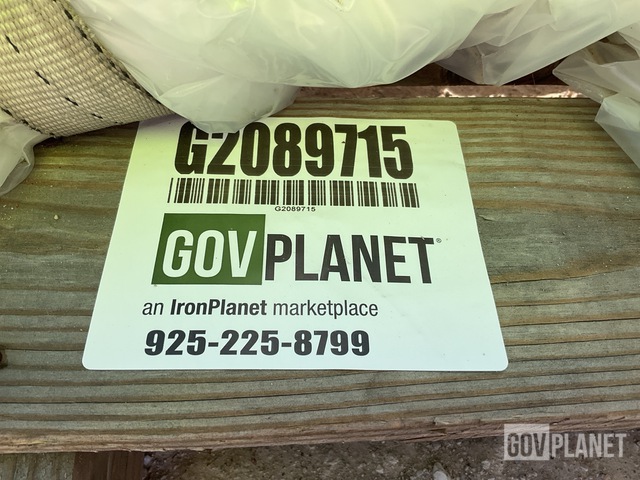 G2089715
G2089715
GOVPLANET®
an IronPlanet marketplace
925-225-8799
GOVPLANET